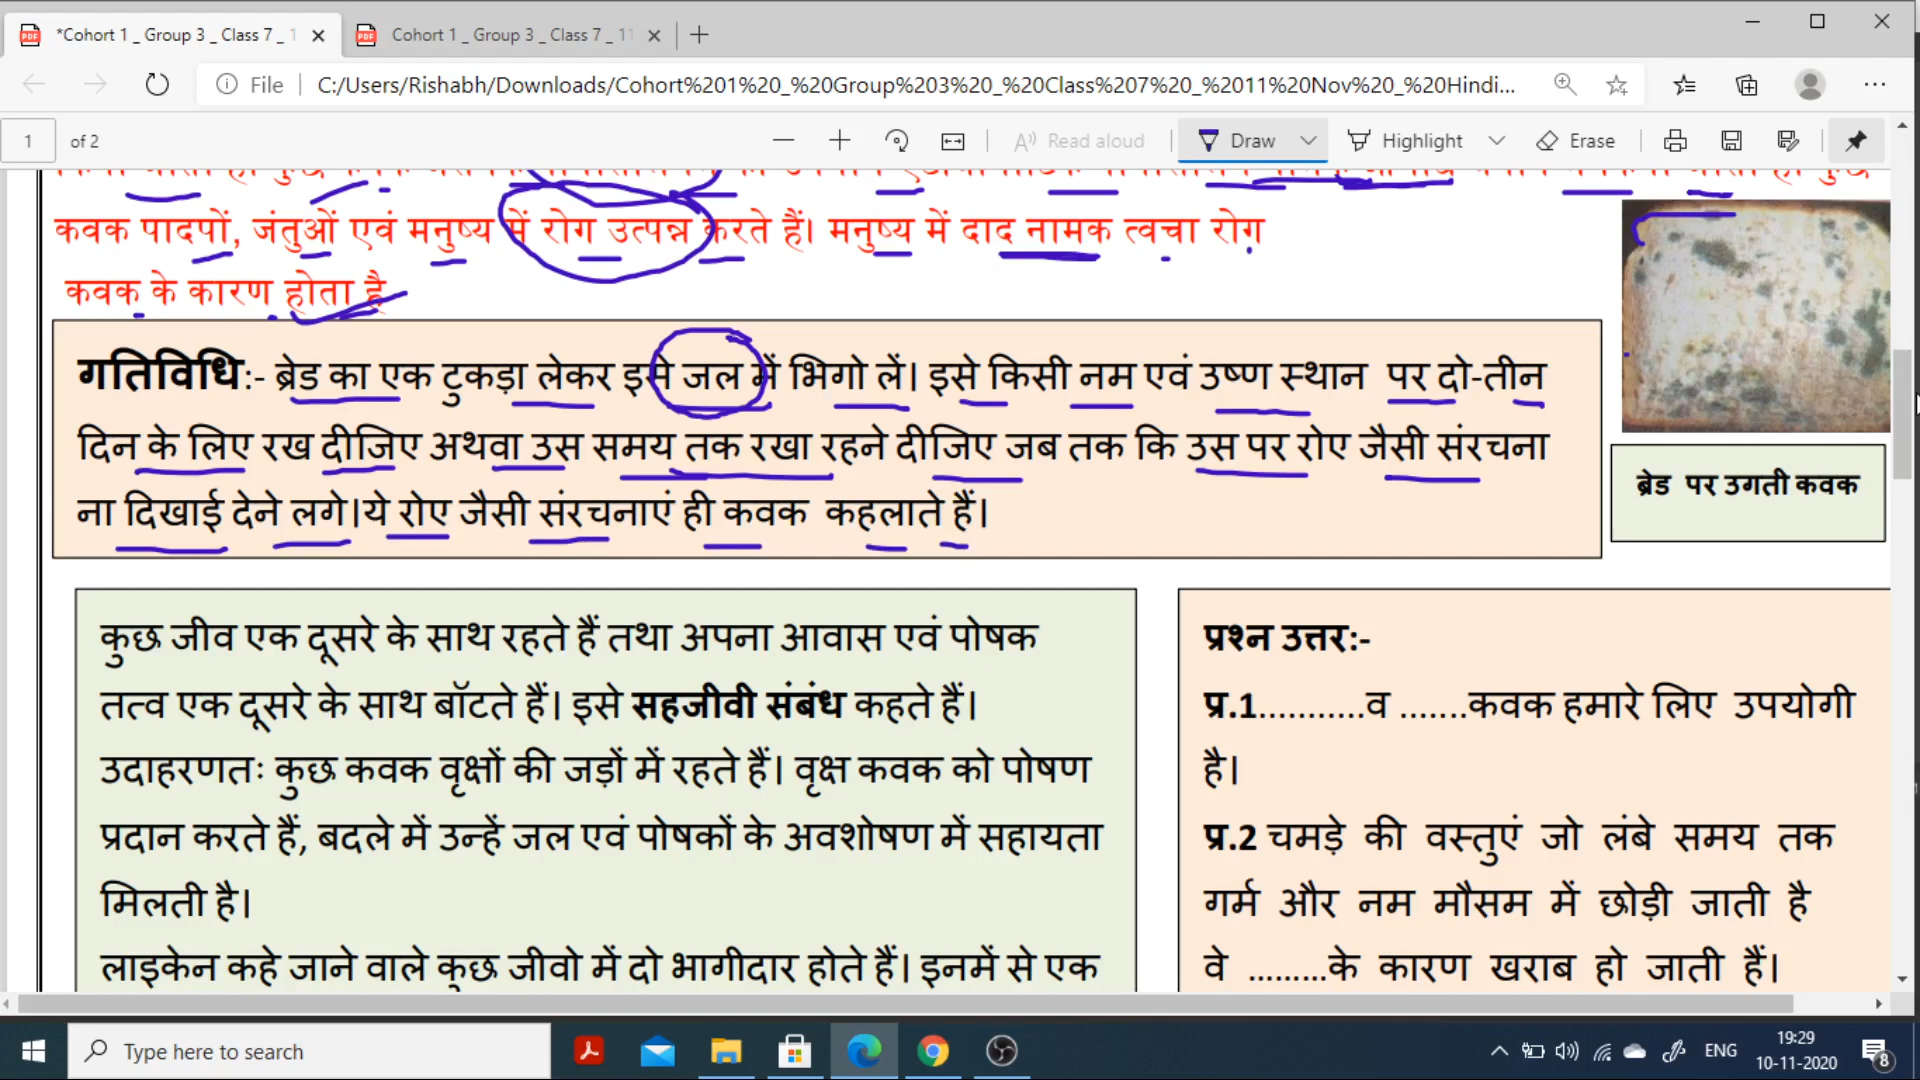 *Cohort 1 _ Group 3 _ Class 7 _ 1
Cohort 1 _ Group 3 _ Class 7 _ 11
File
C:/Users/Rishabh/Downloads/Cohort%201%20_%20Group%203%20_%20Class%207%20_%2011%20Nov%20_%20Hindi...
1 of 2
Read aloud
Draw
Highlight
Erase
कवक पादपों, जंतुओं एवं मनुष्य में रोग उत्पन्न करते हैं। मनुष्य में दाद नामक त्वचा रोग
कवक के कारण होता है
गतिविधि:- ब्रेड का एक टुकड़ा लेकर इसे जल में भिगो लें। इसे किसी नम एवं उष्ण स्थान पर दो-तीन
दिन के लिए रख दीजिए अथवा उस समय तक रखा रहने दीजिए जब तक कि उस पर रोए जैसी संरचना
ना दिखाई देने लगे।ये रोए जैसी संरचनाएं ही कवक कहलाते हैं।
ब्रेड पर उगती कवक
कुछ जीव एक दूसरे के साथ रहते हैं तथा अपना आवास एवं पोषक
तत्व एक दूसरे के साथ बॉटते हैं। इसे सहजीवी संबंध कहते हैं।
उदाहरणतः कुछ कवक वृक्षों की जड़ों में रहते हैं। वृक्ष कवक को पोषण
प्रदान करते हैं, बदले में उन्हें जल एवं पोषकों के अवशोषण में सहायता
मिलती है।
लाइकेन कहे जाने वाले कुछ जीवो में दो भागीदार होते हैं। इनमें से एक
प्रश्न उत्तर:-
प्र.1...........व .......कवक हमारे लिए उपयोगी
है।
प्र.2 चमड़े की वस्तुएं जो लंबे समय तक
गर्म और नम मौसम में छोड़ी जाती है
वे .........के कारण खराब हो जाती हैं।
Type here to search
ENG
19:29
10-11-2020
8